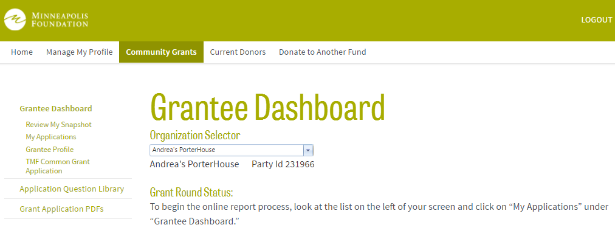 MINNEAPOLIS
FOUNDATION
LOGOUT
Home Manage My Profile Community Grants Current Donors Donate to Another Fund
Grantee Dashboard
Review My Snapshot
My Applications
Grantee Profile
TMF Common Grant
Application
Application Question Library
Grant Application PDFs
Grantee Dashboard
Organization Selector
Andrea's PorterHouse
Andrea's PorterHouse Party Id 231966
Grant Round Status:
To begin the online report process, look at the list on the left of your screen and click on “My Applications” under
“Grantee Dashboard.”